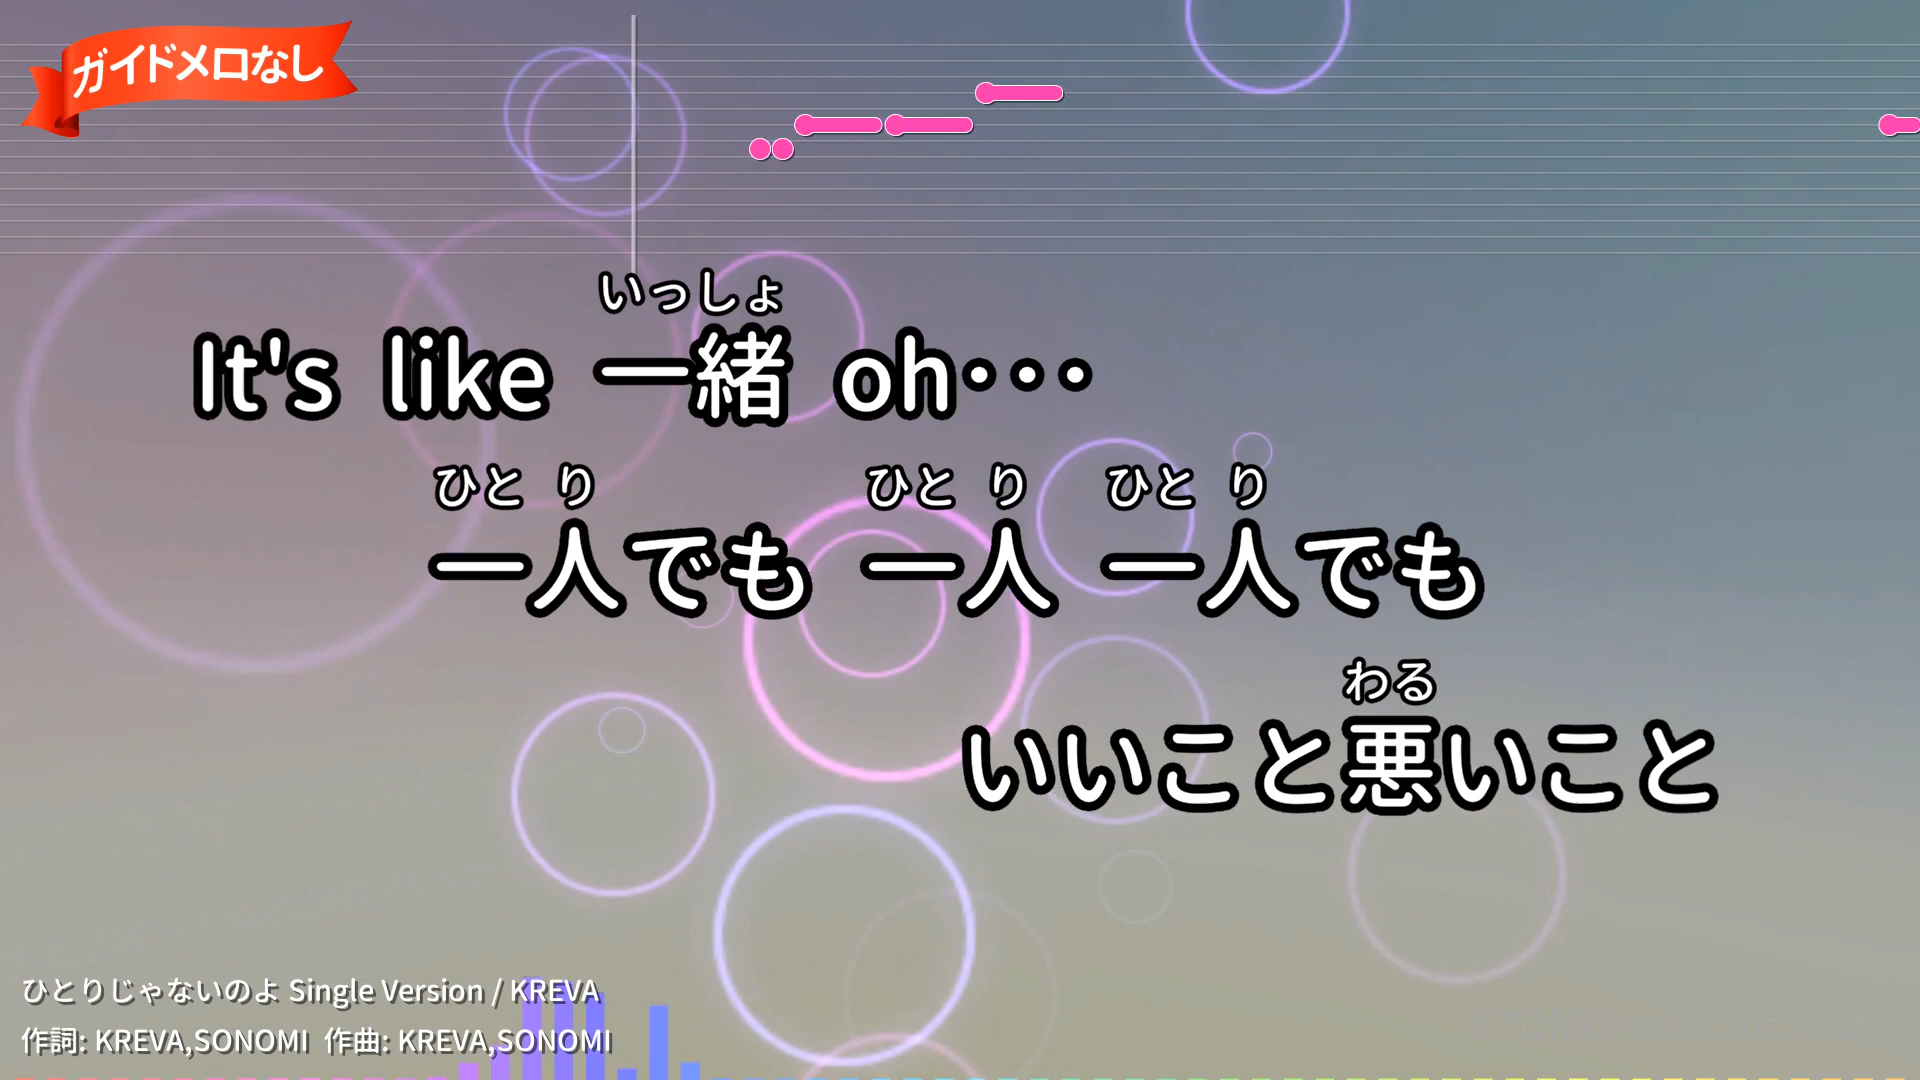 ガイドメロなし
いっしょ
It's like 一緒 oh・・・
ひとり ひとり ひとり
一人でも 一人 一人でも
わる
いいこと悪いこと
ひとりじゃないのよ Single Version / KREVA
作詞: KREVA,SONOMI 作曲: KREVA,SONOMI